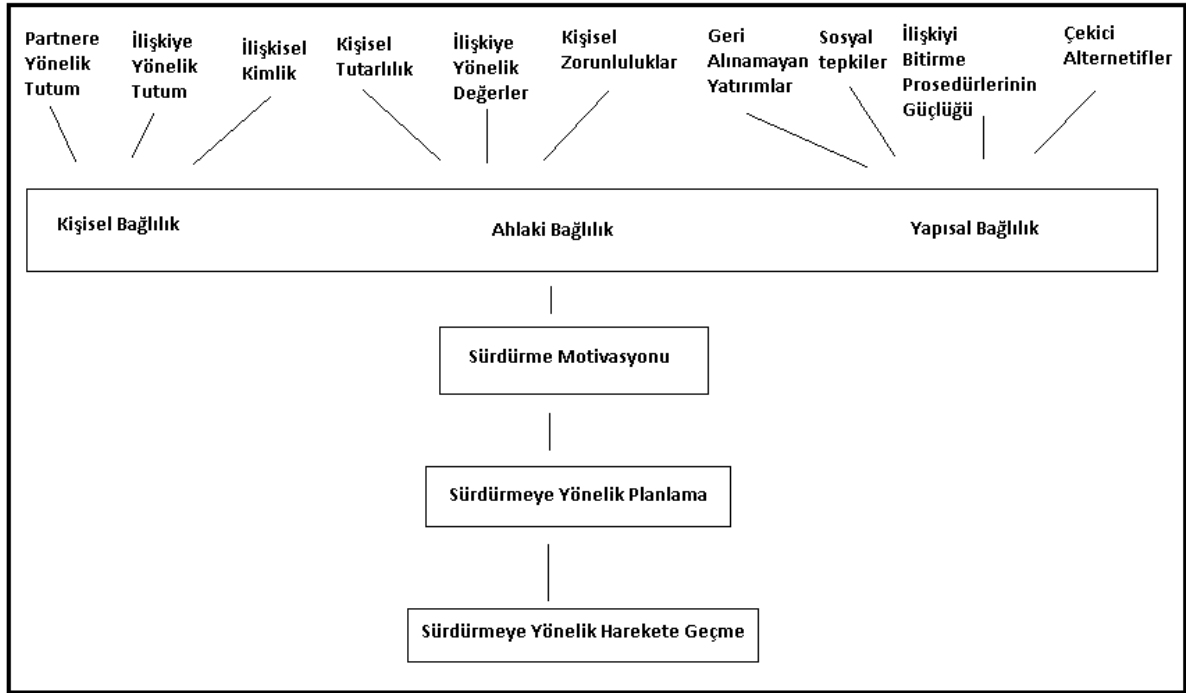 Partnere
Yönelik
Tutum
İlişkiye
Yönelik
Tutum
İlişkisel
Kimlik
Kişisel
Tutarlılık
İlişkiye
Yönelik
Değerler
Kişisel
Zorunluluklar
Geri
Alınamayan
Yatırımlar
Sosyal
tepkiler
İlişkiyi
Bitirme
Prosedürlerinin
Güçlüğü
Çekici
Alternatifler
Kişisel Bağlılık
Ahlaki Bağlılık
Yapısal Bağlılık
Sürdürme Motivasyonu
Sürdürmeye Yönelik Planlama
Sürdürmeye Yönelik Harekete Geçme